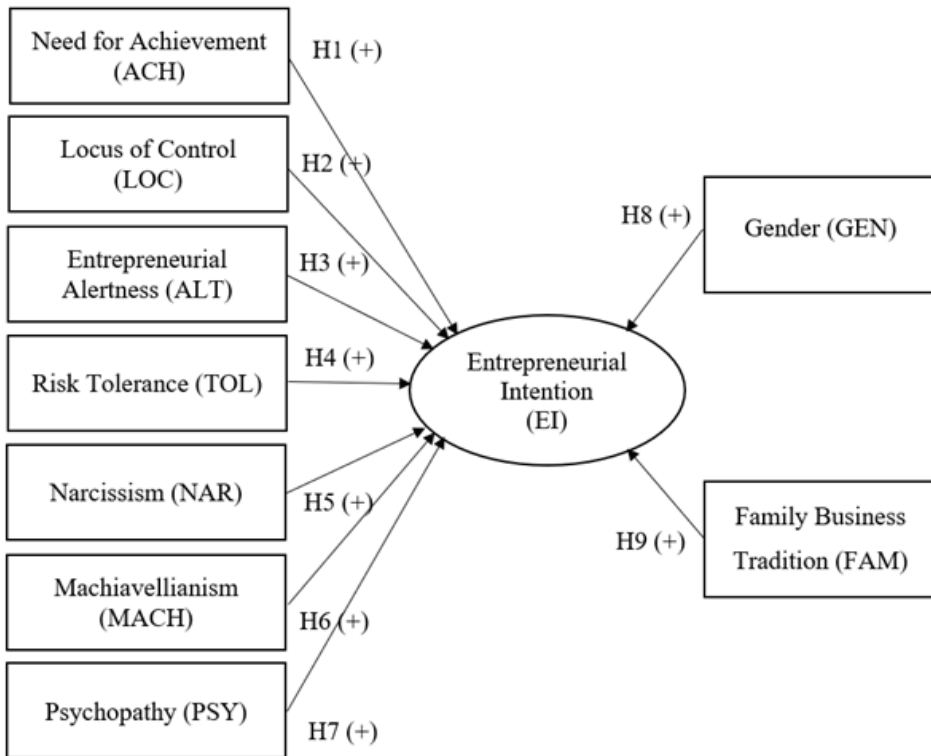 Need for Achievement
(ACH)
H1 (+)
Locus of Control
(LOC)
H2 (+)
Entrepreneurial
Alertness (ALT)
H3 (+)
Risk Tolerance (TOL)
H4 (+)
Narcissism (NAR)
H5 (+)
Machiavellianism
(MACH)
H6 (+)
Psychopathy (PSY)
H7 (+)
Entrepreneurial
Intention
(EI)
H8 (+)
Gender (GEN)
H9 (+)
Family Business
Tradition (FAM)